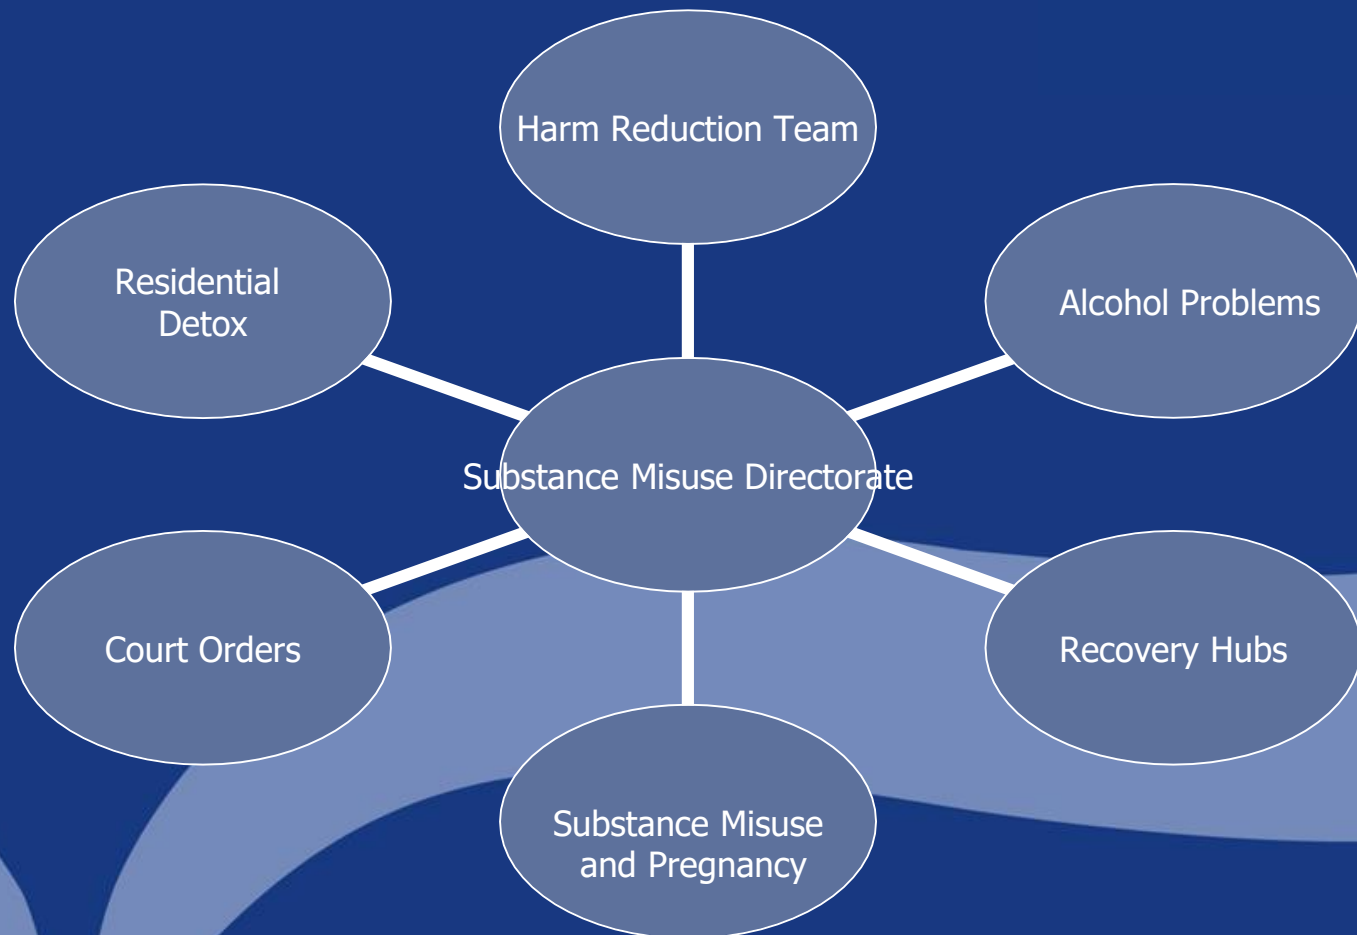 Harm Reduction Team
Residential
Detox
Alcohol Problems
Substance Misuse Directorate
Court Orders
Recovery Hubs
Substance Misuse
and Pregnancy